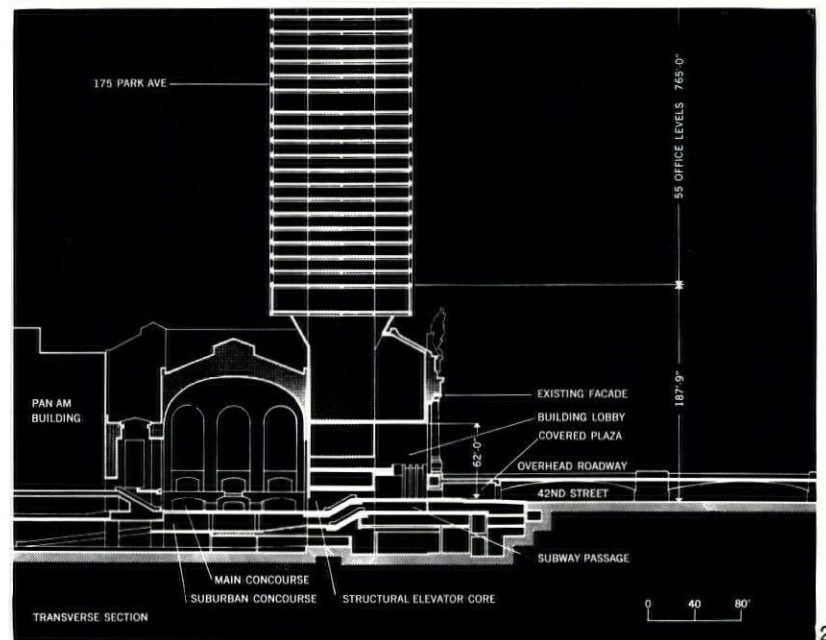 175 PARK AVE
55 OFFICE LEVELS 765'-0"
187'-9"
PAN AM
BUILDING
EXISTING FACADE
BUILDING LOBBY
COVERED PLAZA
62'-0"
OVERHEAD ROADWAY
42ND STREET
SUBWAY PASSAGE
MAIN CONCOURSE
SUBURBAN CONCOURSE
STRUCTURAL ELEVATOR CORE
TRANSVERSE SECTION
0 40 80'